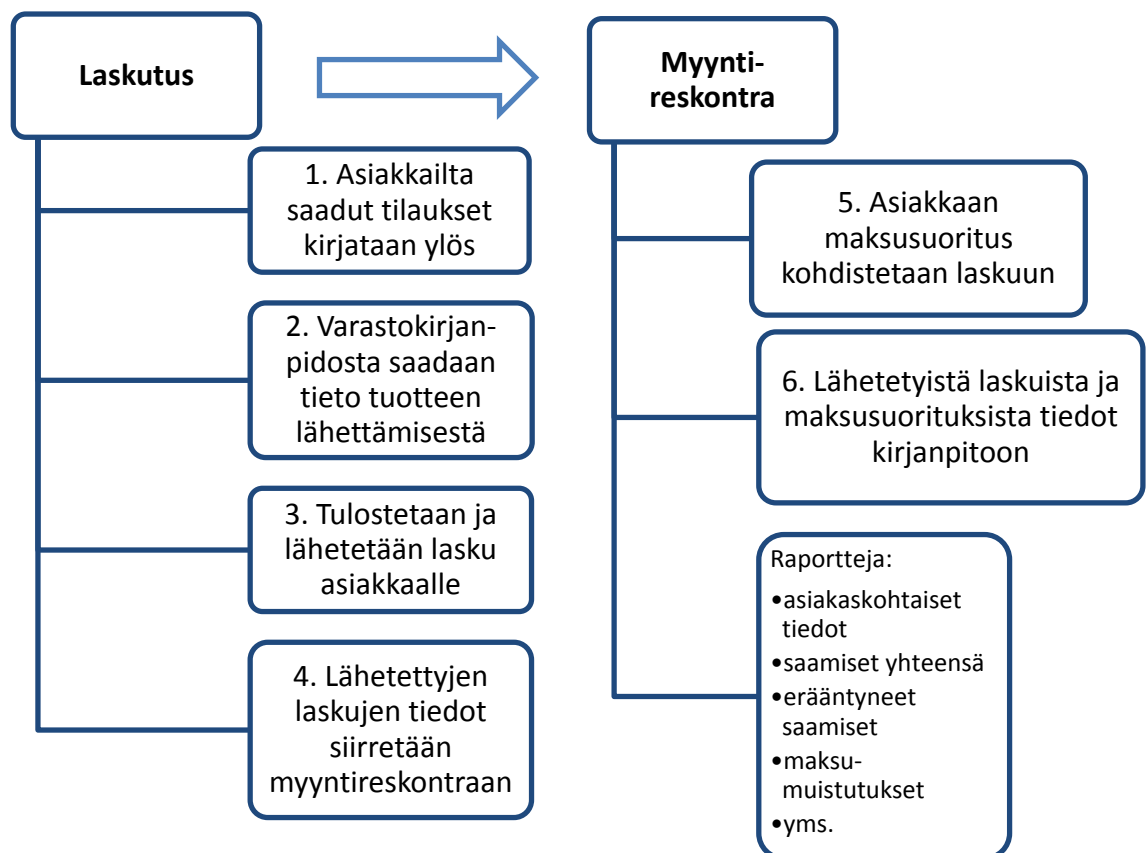 Laskutus
1. Asiakkailta
saadut tilaukset
kirjataan ylös
2. Varastokirjan-
pidosta saadaan
tieto tuotteen
lähettämisestä
3. Tulostetaan ja
lähetetään lasku
asiakkaalle
4. Lähetettyjen
laskujen tiedot
siirretään
myyntireskontraan
Myynti-
reskontra
5. Asiakkaan
maksusuoritus
kohdistetaan laskuun
6. Lähetetyistä laskuista ja
maksusuorituksista tiedot
kirjanpitoon
Raportteja:
•asiakaskohtaiset
tiedot
•saamiset yhteensä
•erääntyneet
saamiset
•maksu-
muistutukset
•yms.